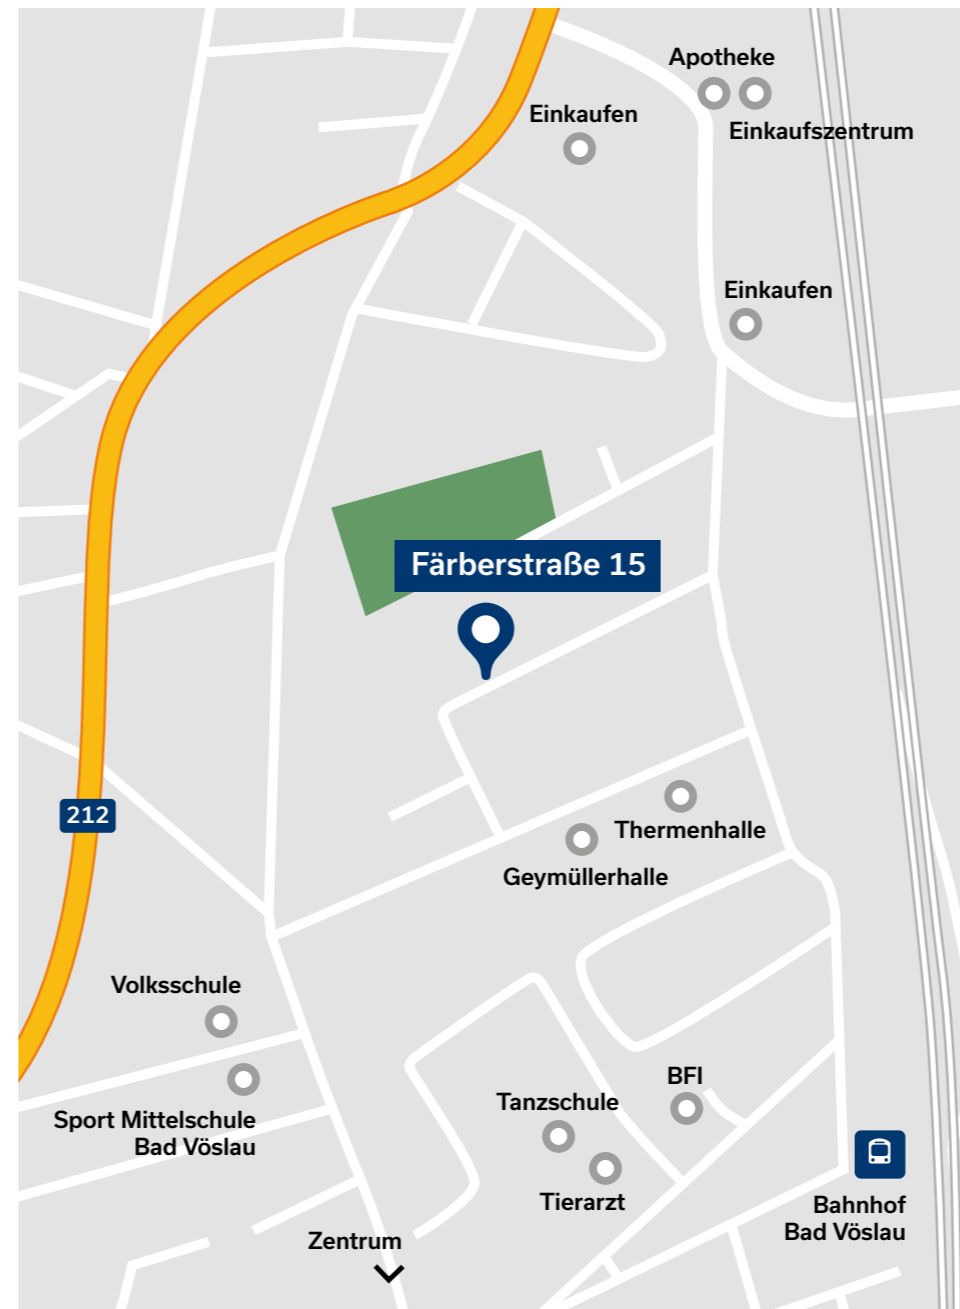 Apotheke
Einkaufen
Einkaufszentrum
Einkaufen
Färberstraße 15
212
Thermenhalle
Geymüllerhalle
Volksschule
BFI
Tanzschule
Sport Mittelschule
Bad Vöslau
Tierarzt
Bahnhof
Bad Vöslau
Zentrum